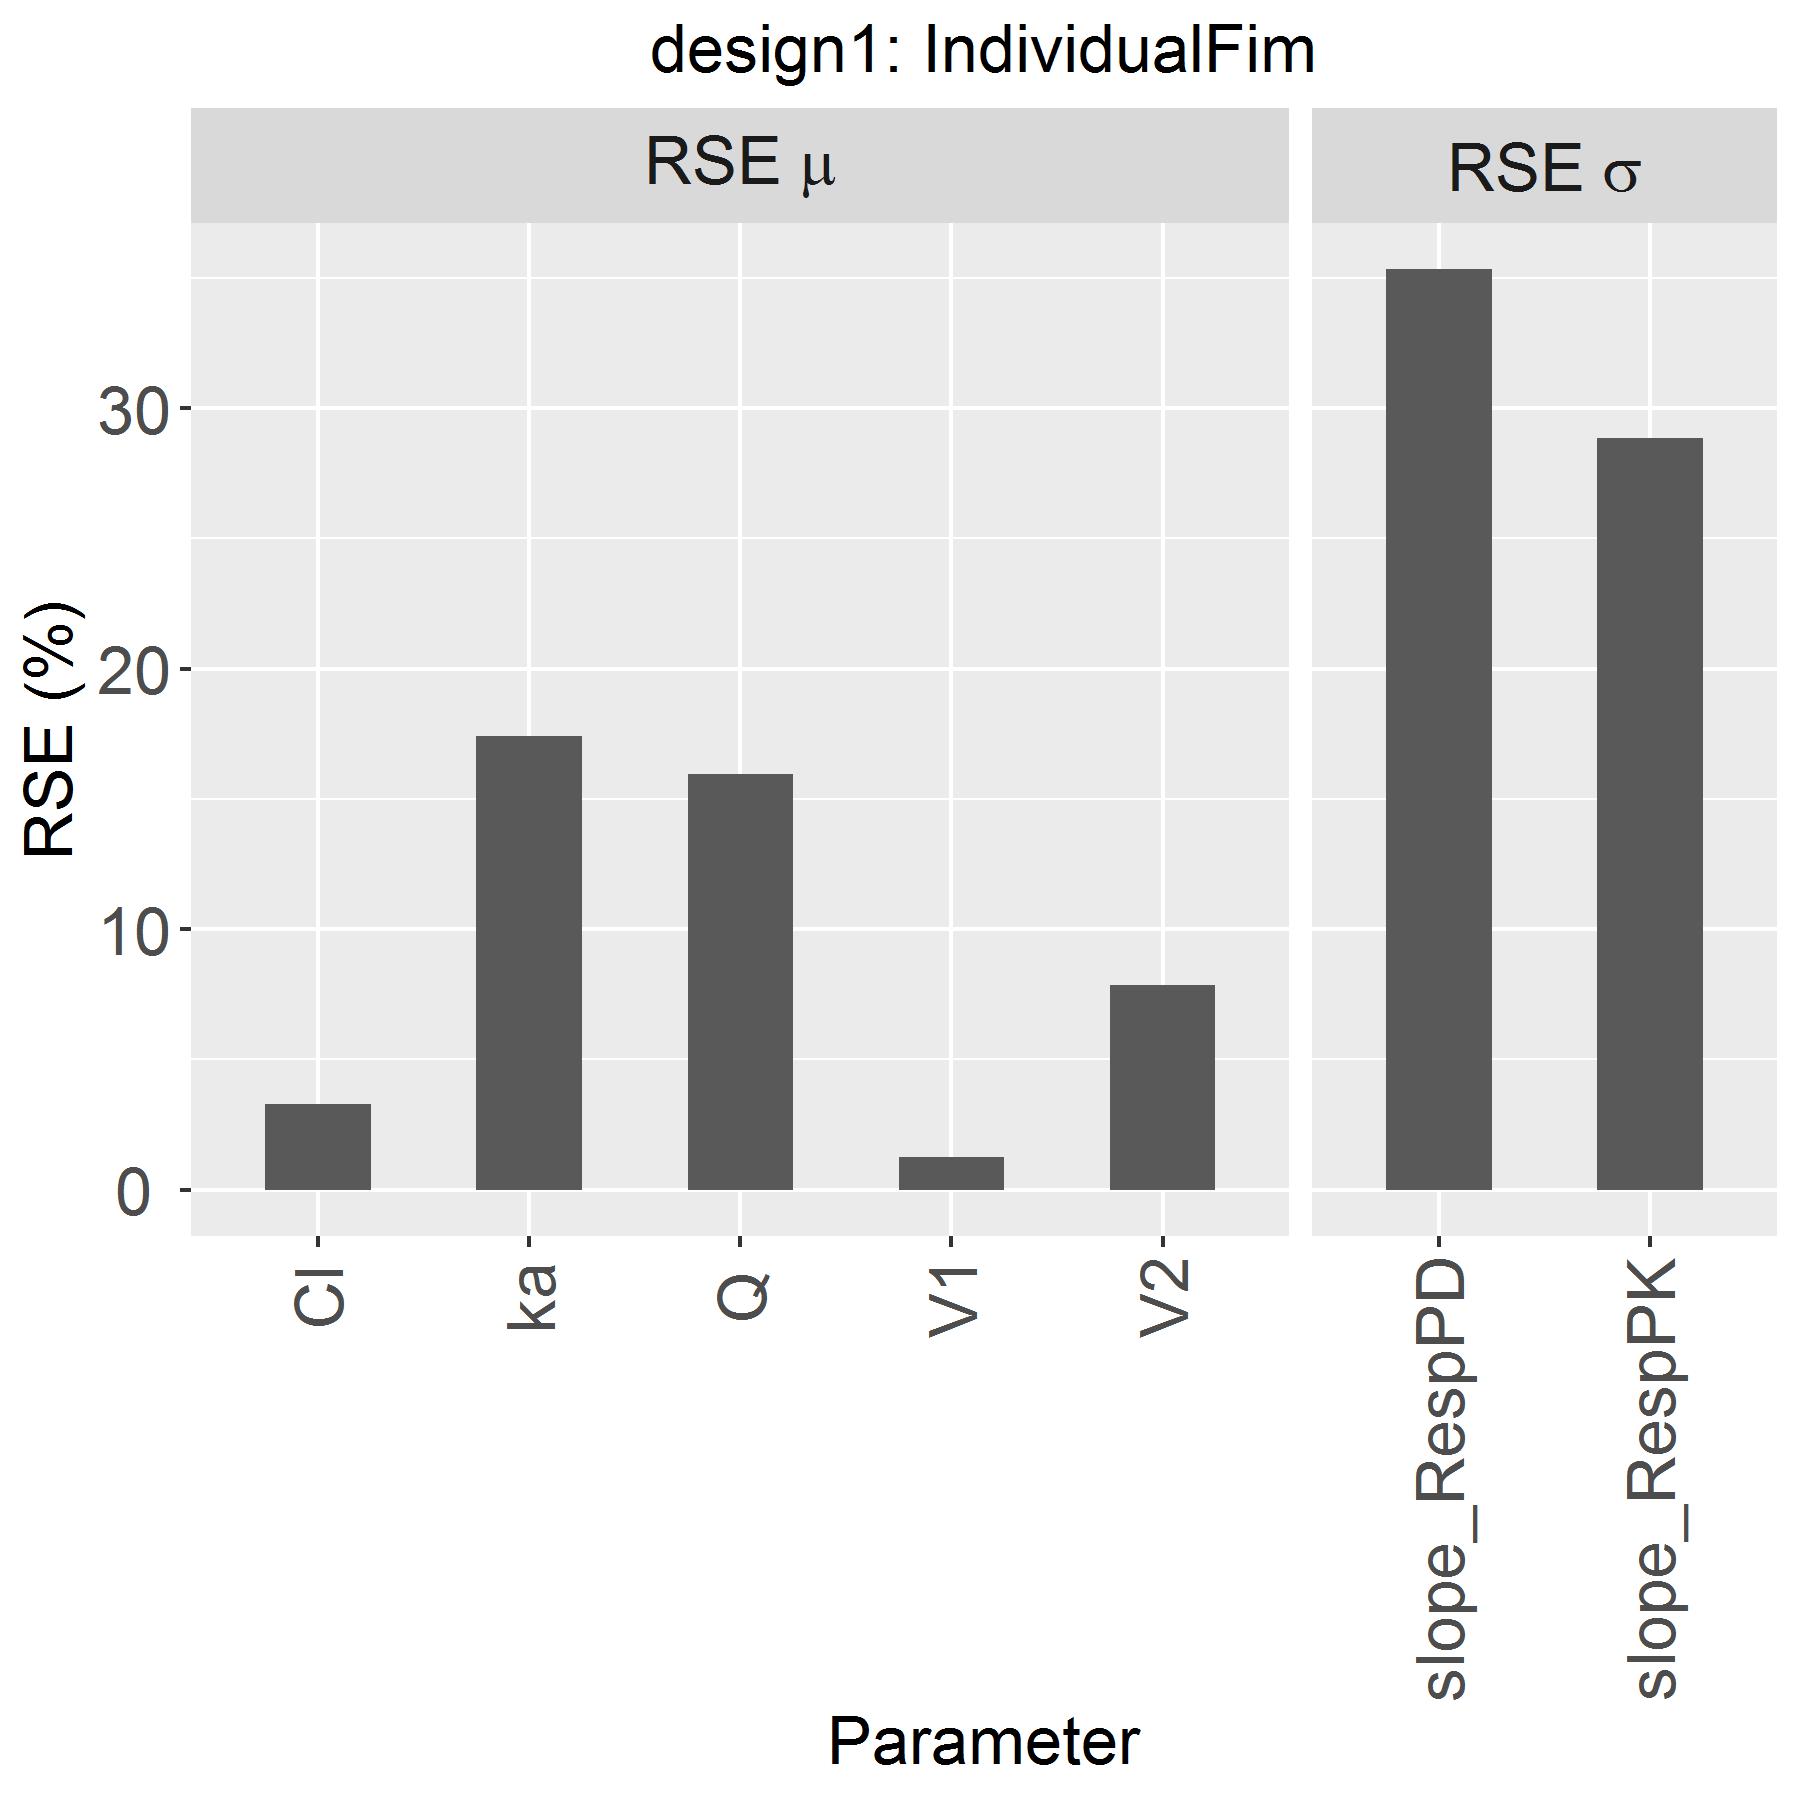 design1: IndividualFim
RSE μ
RSE σ
RSE (%)
30
20
10
0
Cl
ka
Q
V1
V2
slope_RespPD
slope_RespPK
Parameter